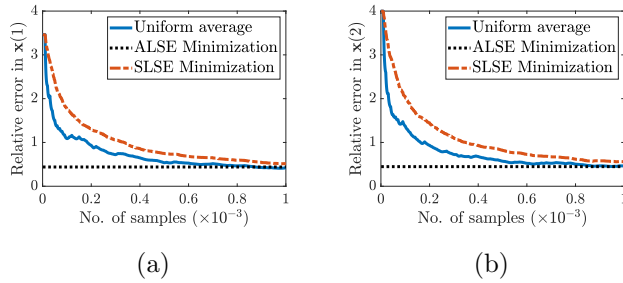 4
3
2
1
0
Relative error in x(1)
Uniform average
ALSE Minimization
SLSE Minimization
0 0.2 0.4 0.6 0.8 1
No. of samples (×10⁻³)
(a)
4
3
2
1
0
Relative error in x(2)
Uniform average
ALSE Minimization
SLSE Minimization
0 0.2 0.4 0.6 0.8 1
No. of samples (×10⁻³)
(b)